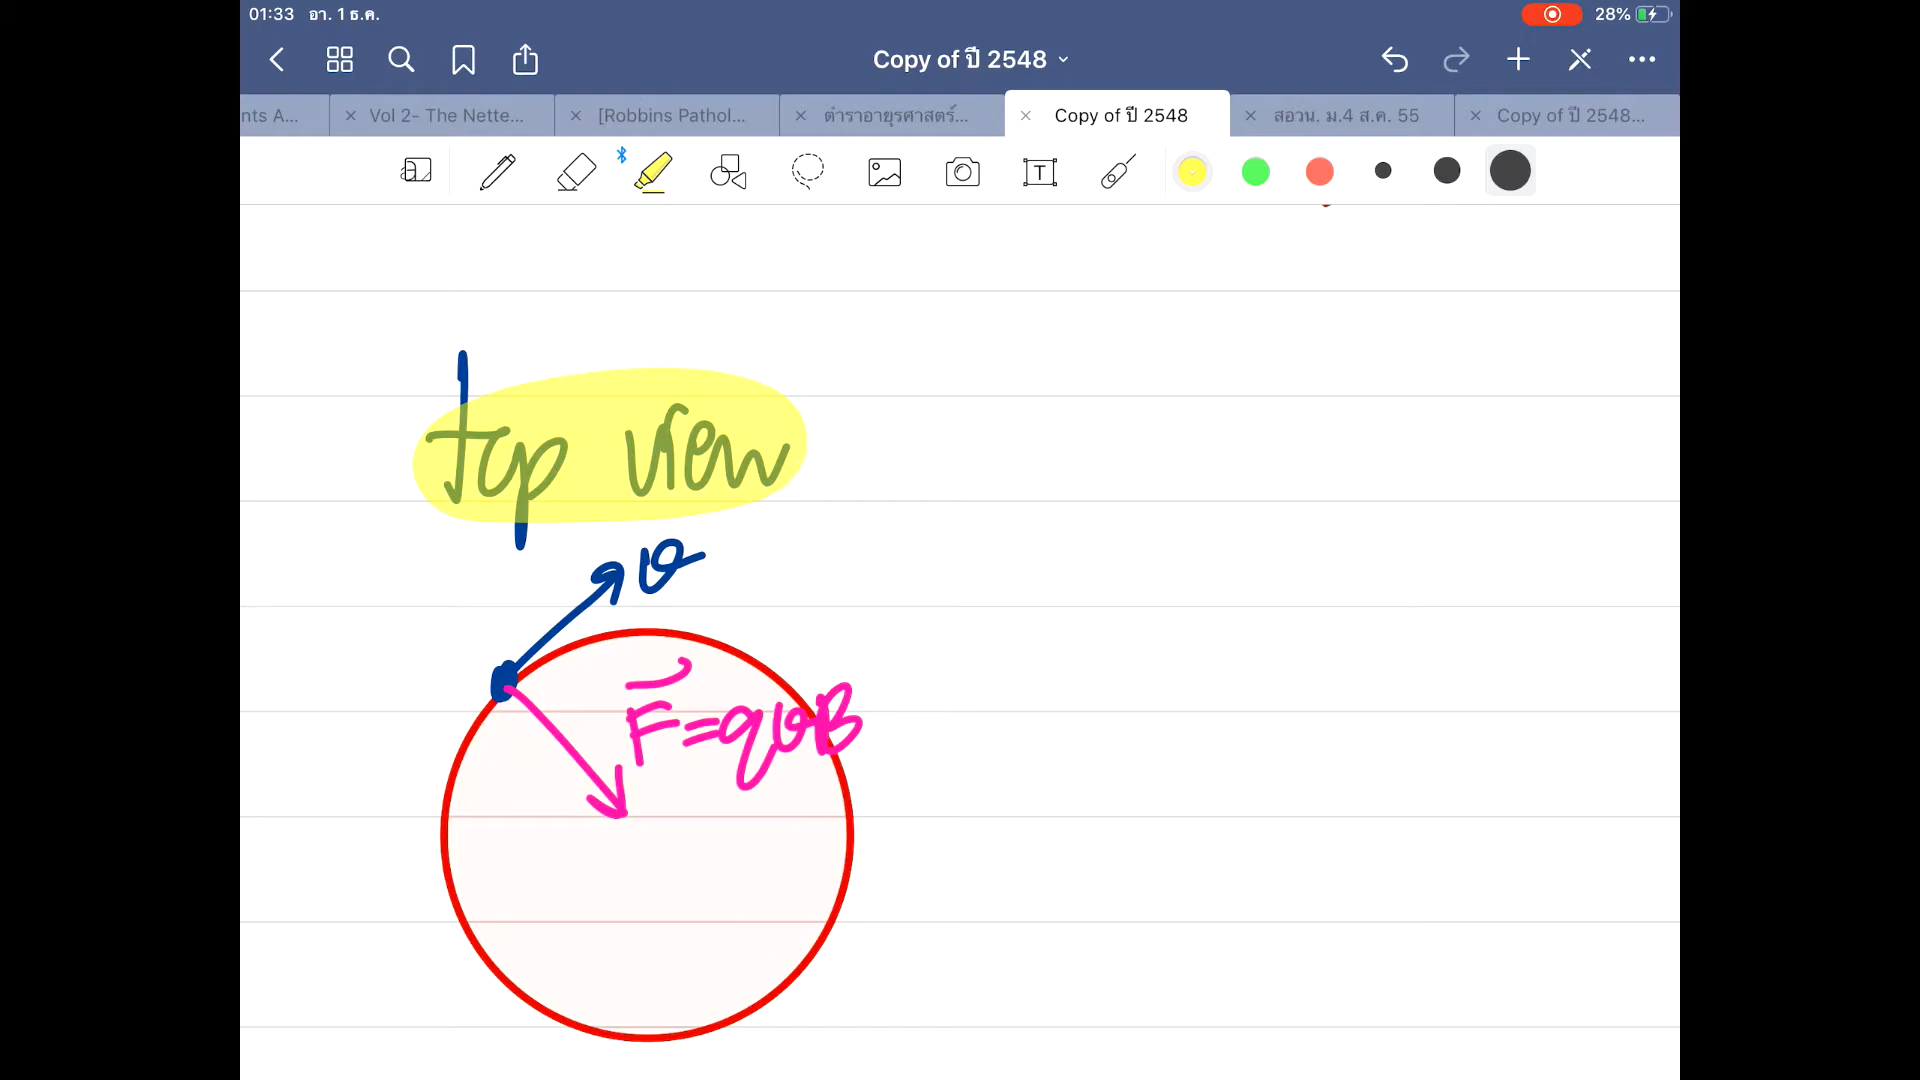 01:33 อา. 1 ธ.ค.
28%
Copy of ปี 2548
nts A...
Vol 2- The Nette...
[Robbins Pathol...
ตำราอายุรศาสตร์...
Copy of ปี 2548
สอวน. ม.4 ส.ค. 55
Copy of ปี 2548...
T
top view
v
F=qvB